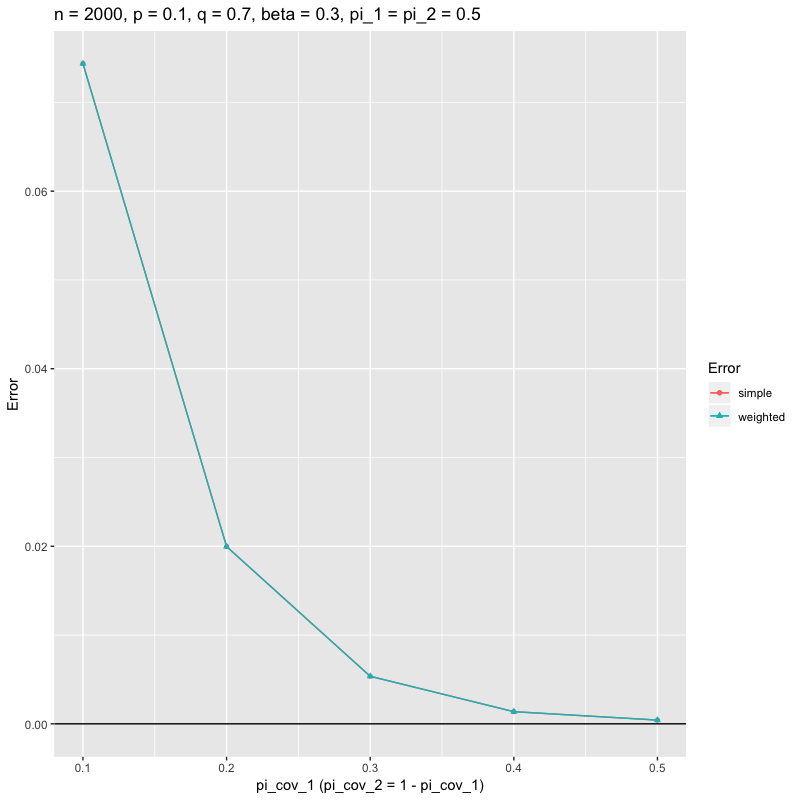 n = 2000, p = 0.1, q = 0.7, beta = 0.3, pi_1 = pi_2 = 0.5
0.06
0.04
0.02
0.00
Error
0.1 0.2 0.3 0.4 0.5
pi_cov_1 (pi_cov_2 = 1 - pi_cov_1)
Error
simple
weighted